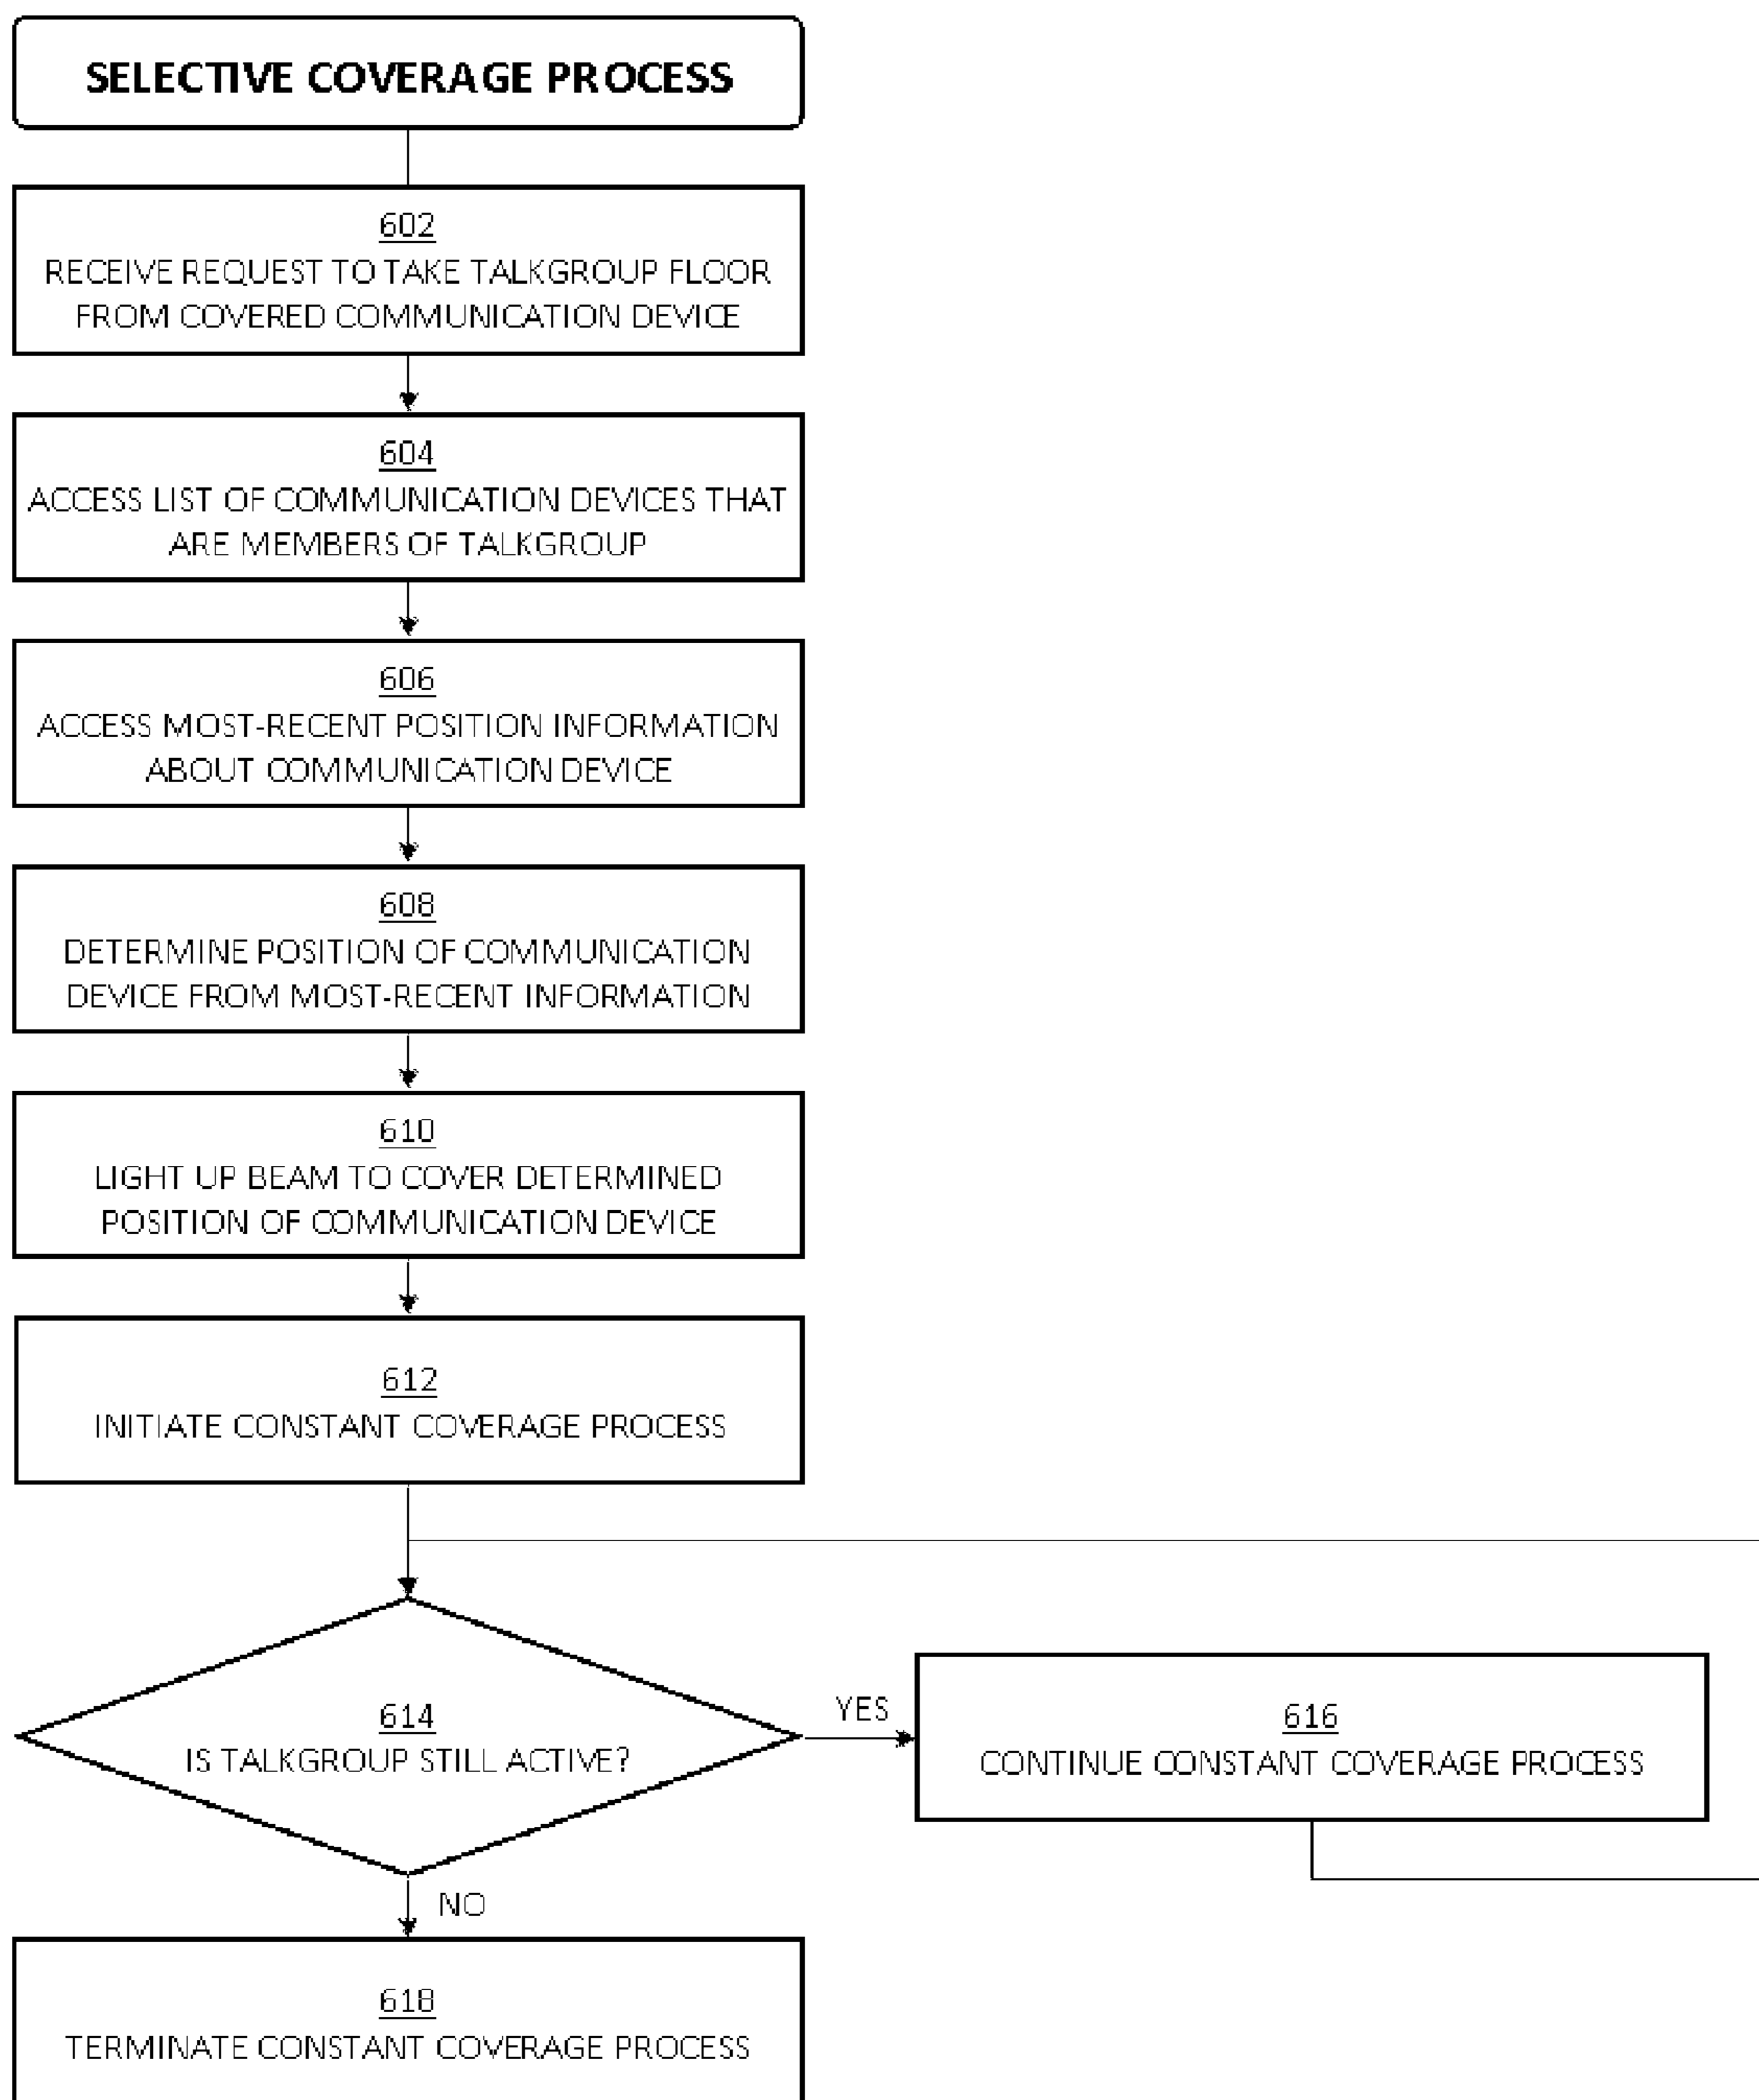 SELECTIVE COVERAGE PROCESS
602
RECEIVE REQUEST TO TAKE TALKGROUP FLOOR
FROM COVERED COMMUNICATION DEVICE
604
ACCESS LIST OF COMMUNICATION DEVICES THAT
ARE MEMBERS OF TALKGROUP
606
ACCESS MOST-RECENT POSITION INFORMATION
ABOUT COMMUNICATION DEVICE
608
DETERMINE POSITION OF COMMUNICATION
DEVICE FROM MOST-RECENT INFORMATION
610
LIGHT UP BEAM TO COVER DETERMINED
POSITION OF COMMUNICATION DEVICE
612
INITIATE CONSTANT COVERAGE PROCESS
614
IS TALKGROUP STILL ACTIVE?
YES
616
CONTINUE CONSTANT COVERAGE PROCESS
NO
618
TERMINATE CONSTANT COVERAGE PROCESS